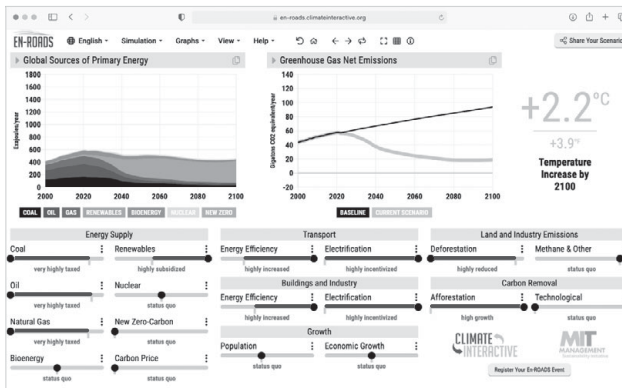 en-roads.climateinteractive.org
EN-ROADS English Simulation Graphs View Help Share Your Scenario
Global Sources of Primary Energy
Greenhouse Gas Net Emissions
Exajoules/year
1800
1600
1400
1200
1000
800
600
400
200
0
2000 2020 2040 2060 2080 2100
COAL OIL GAS RENEWABLES BIOENERGY NUCLEAR NEW ZERO
Gigatons CO2 equivalent/year
140
120
100
80
60
40
20
0
-20
2000 2020 2040 2060 2080 2100
BASELINE CURRENT SCENARIO
+2.2°C
+3.9°
Temperature
Increase by
2100
Energy Supply
Coal
very highly taxed
Renewables
highly subsidized
Oil
very highly taxed
Nuclear
status quo
Natural Gas
very highly taxed
New Zero-Carbon
status quo
Bioenergy
status quo
Carbon Price
status quo
Transport
Energy Efficiency
highly increased
Electrification
highly incentivized
Buildings and Industry
Energy Efficiency
highly increased
Electrification
highly incentivized
Growth
Population
status quo
Economic Growth
status quo
Land and Industry Emissions
Deforestation
highly reduced
Methane & Other
status quo
Carbon Removal
Afforestation
high growth
Technological
status quo
CLIMATE
INTERACTIVE
MIT
MANAGEMENT
Register Your En-ROADS Event